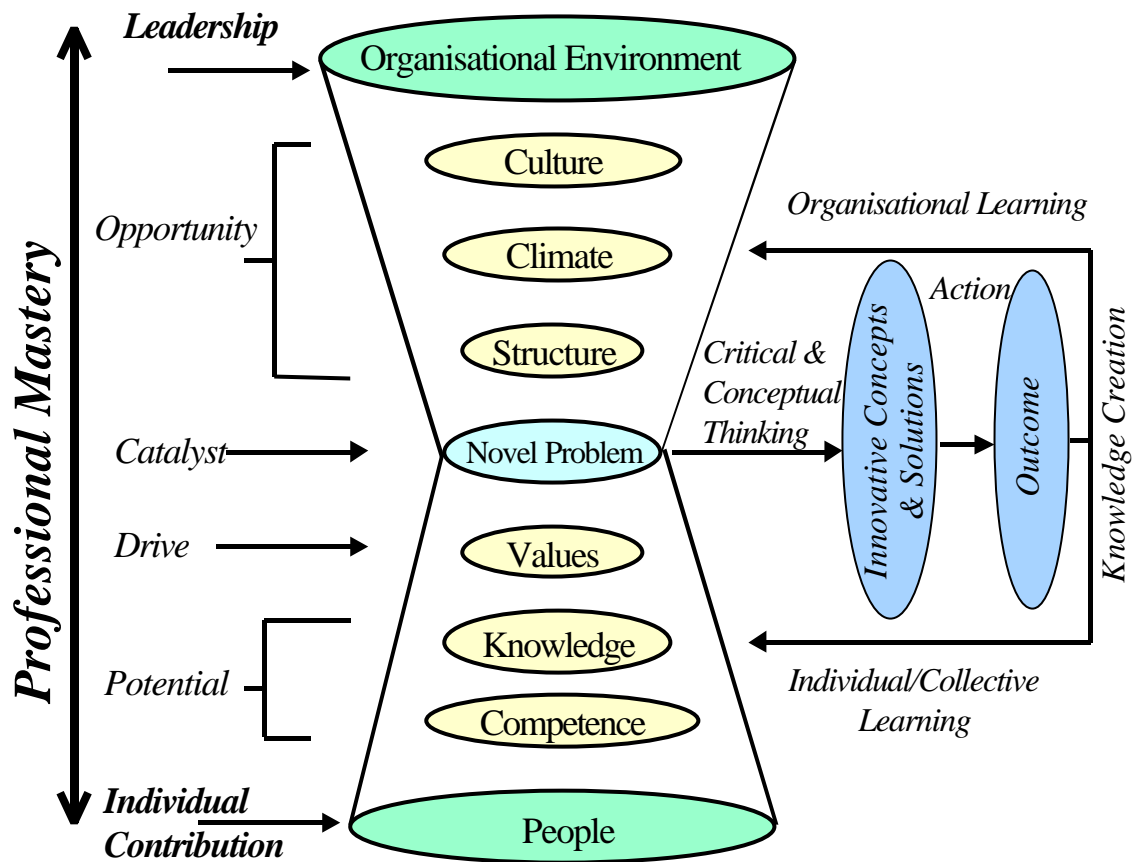 Leadership
Organisational Environment
Culture
Opportunity
Climate
Structure
Organisational Learning
Action
Critical &
Conceptual
Thinking
Innovative Concepts
& Solutions
Outcome
Knowledge Creation
Professional Mastery
Catalyst
Novel Problem
Drive
Values
Potential
Knowledge
Competence
Individual/Collective
Learning
Individual
Contribution
People